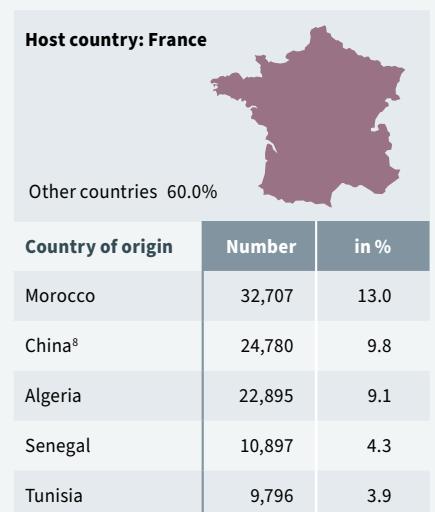 Host country: France
Other countries 60.0%
Country of origin Number in %
Morocco 32,707 13.0
China⁸ 24,780 9.8
Algeria 22,895 9.1
Senegal 10,897 4.3
Tunisia 9,796 3.9